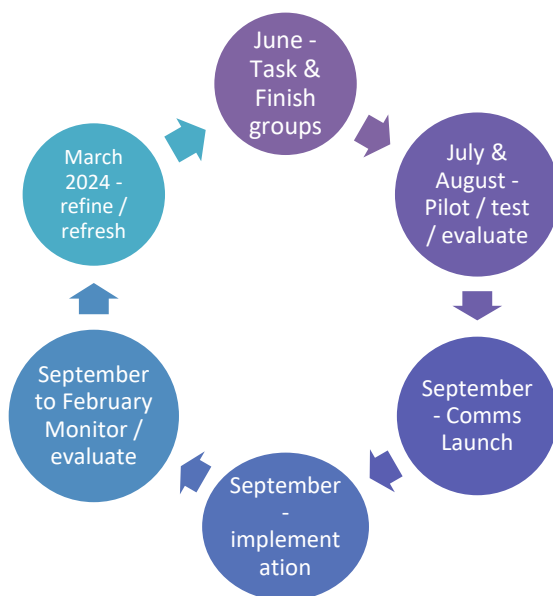 June -
Task &
Finish
groups
July &
August -
Pilot / test
/ evaluate
September
- Comms
Launch
September
-
implement
ation
September
to February
Monitor /
evaluate
March
2024 -
refine /
refresh